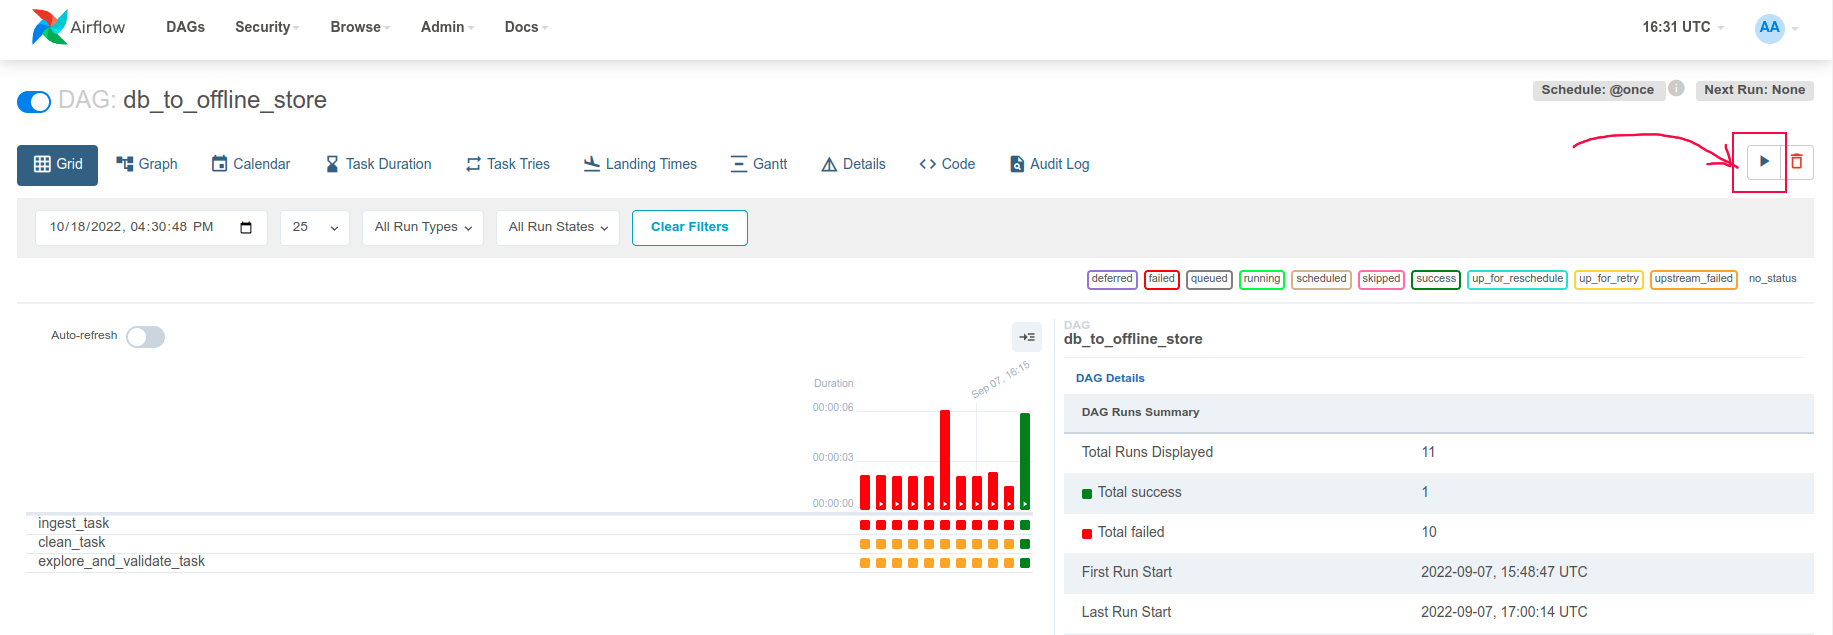 Airflow DAGs Security Browse Admin Docs 16:31 UTC AA
DAG: db_to_offline_store Schedule: @once i Next Run: None
Grid Graph Calendar Task Duration Task Tries Landing Times Gantt Details Code Audit Log
10/18/2022, 04:30:48 PM 25 All Run Types All Run States Clear Filters
deferred failed queued running scheduled skipped success up_for_reschedule up_for_retry upstream_failed no_status
Auto-refresh
Duration
Sep 07, 16:15
00:00:06
00:00:03
00:00:00
ingest_task
clean_task
explore_and_validate_task
DAG
db_to_offline_store
DAG Details
DAG Runs Summary
Total Runs Displayed 11
Total success 1
Total failed 10
First Run Start 2022-09-07, 15:48:47 UTC
Last Run Start 2022-09-07, 17:00:14 UTC